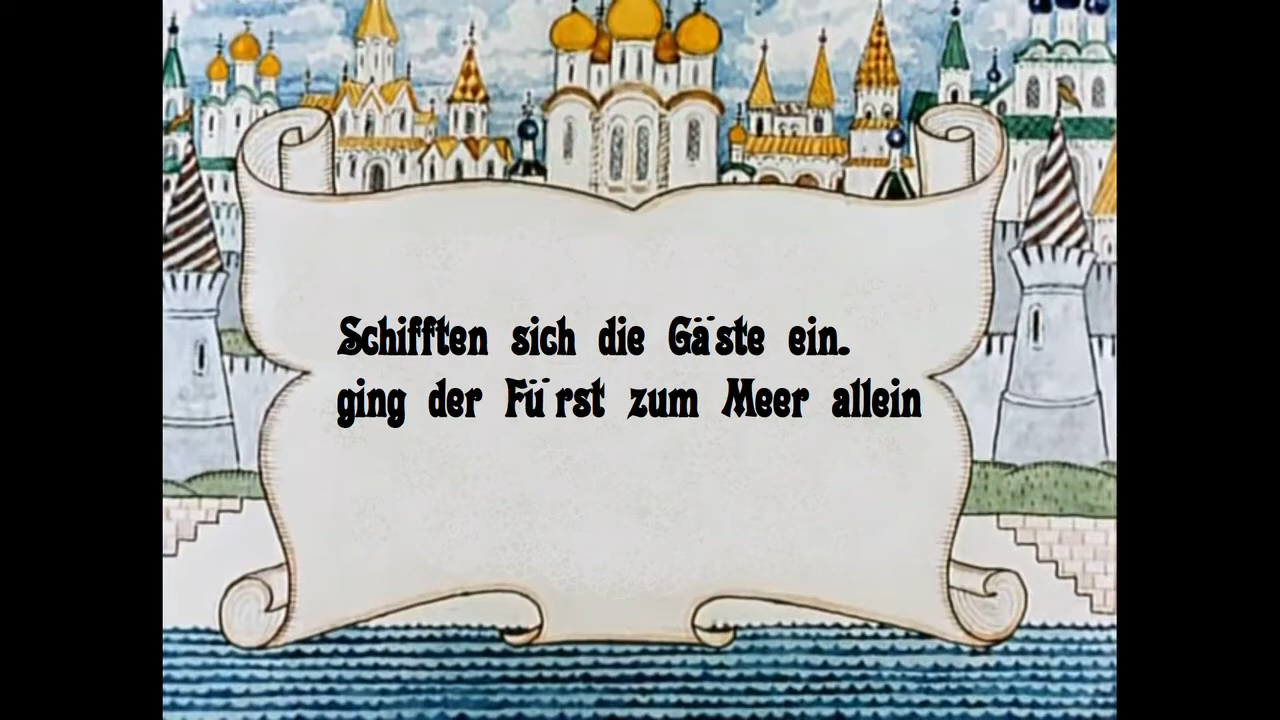 Schifften sich die Gäste ein.
ging der Fürst zum Meer allein